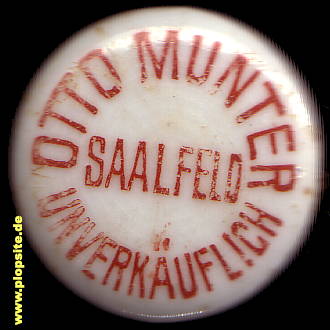 OTTO MUNTER
SAALFELD
UNVERKÄUFLICH
www.plopsite.de